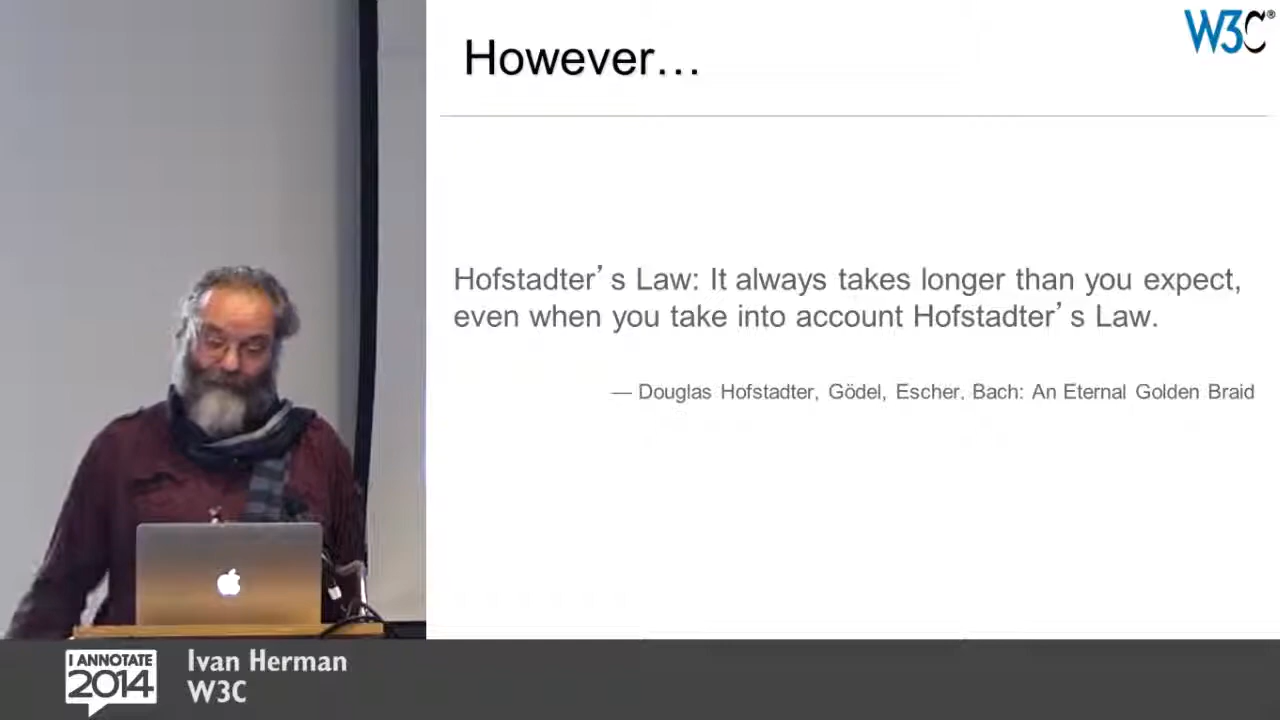 However...
W3C®
Hofstadter's Law: It always takes longer than you expect,
even when you take into account Hofstadter's Law.
— Douglas Hofstadter, Gödel, Escher. Bach: An Eternal Golden Braid
I ANNOTATE
2014
Ivan Herman
W3C